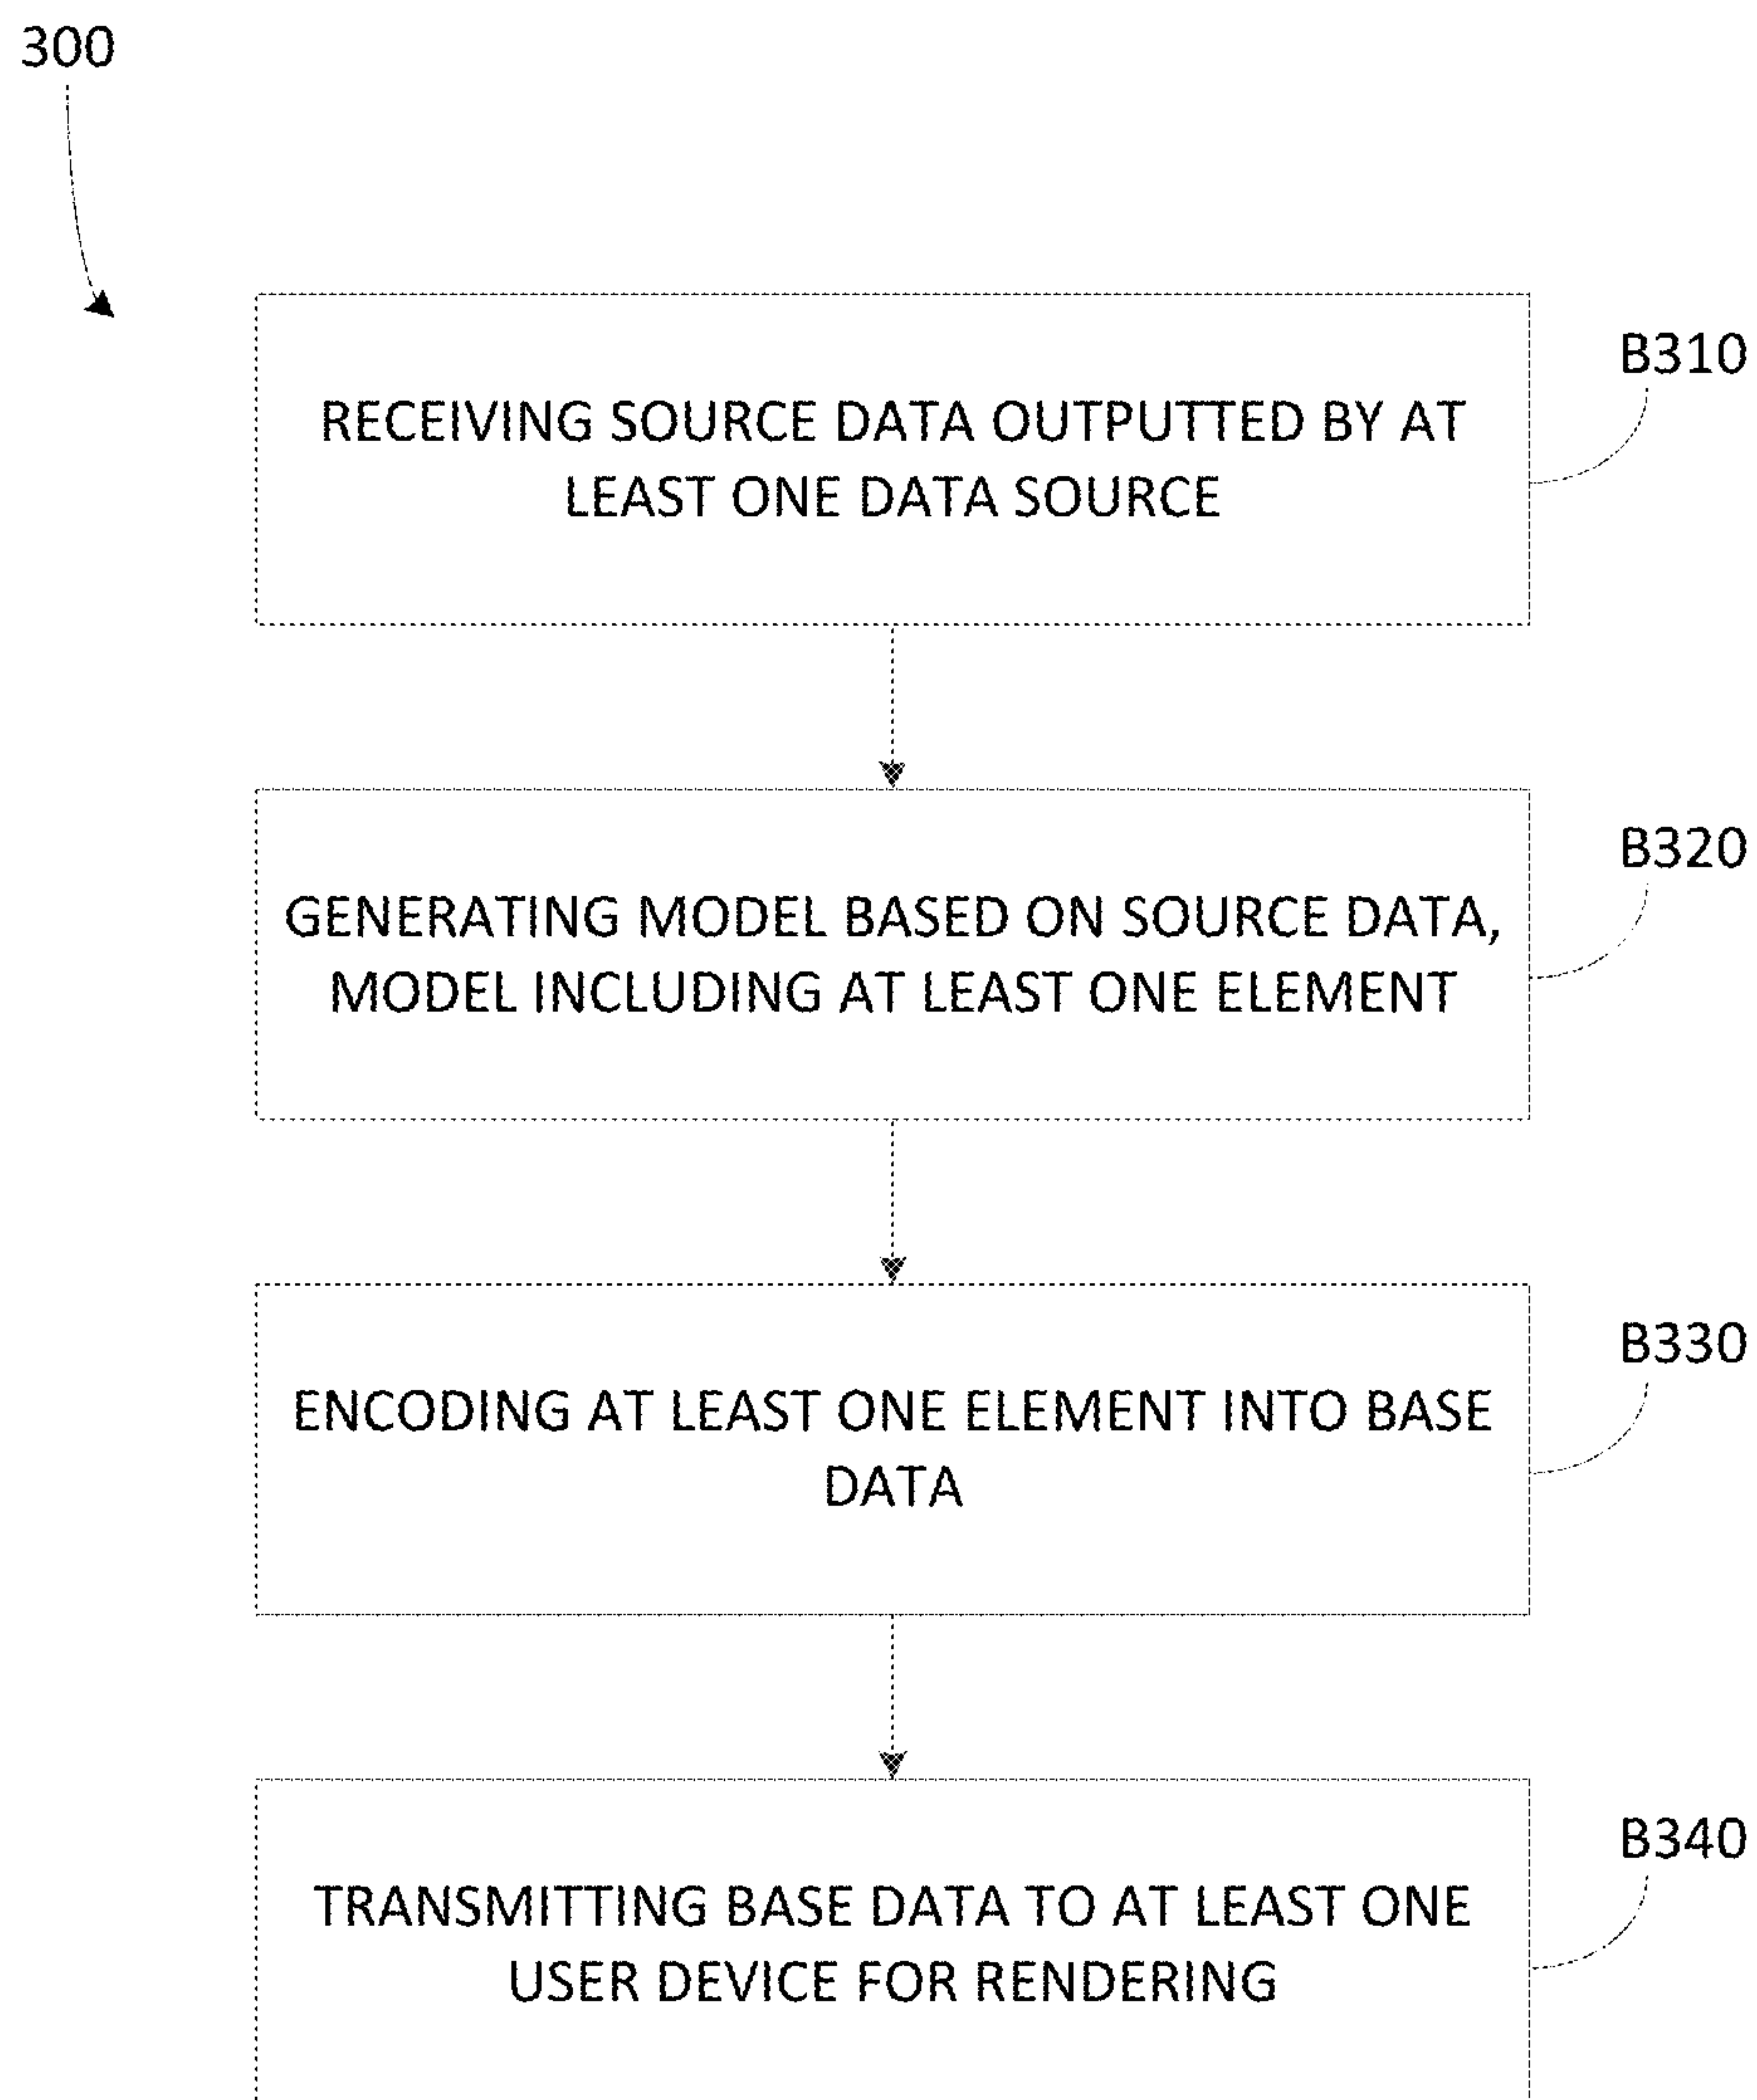 300
B310
RECEIVING SOURCE DATA OUTPUTTED BY AT
LEAST ONE DATA SOURCE
B320
GENERATING MODEL BASED ON SOURCE DATA,
MODEL INCLUDING AT LEAST ONE ELEMENT
B330
ENCODING AT LEAST ONE ELEMENT INTO BASE
DATA
B340
TRANSMITTING BASE DATA TO AT LEAST ONE
USER DEVICE FOR RENDERING